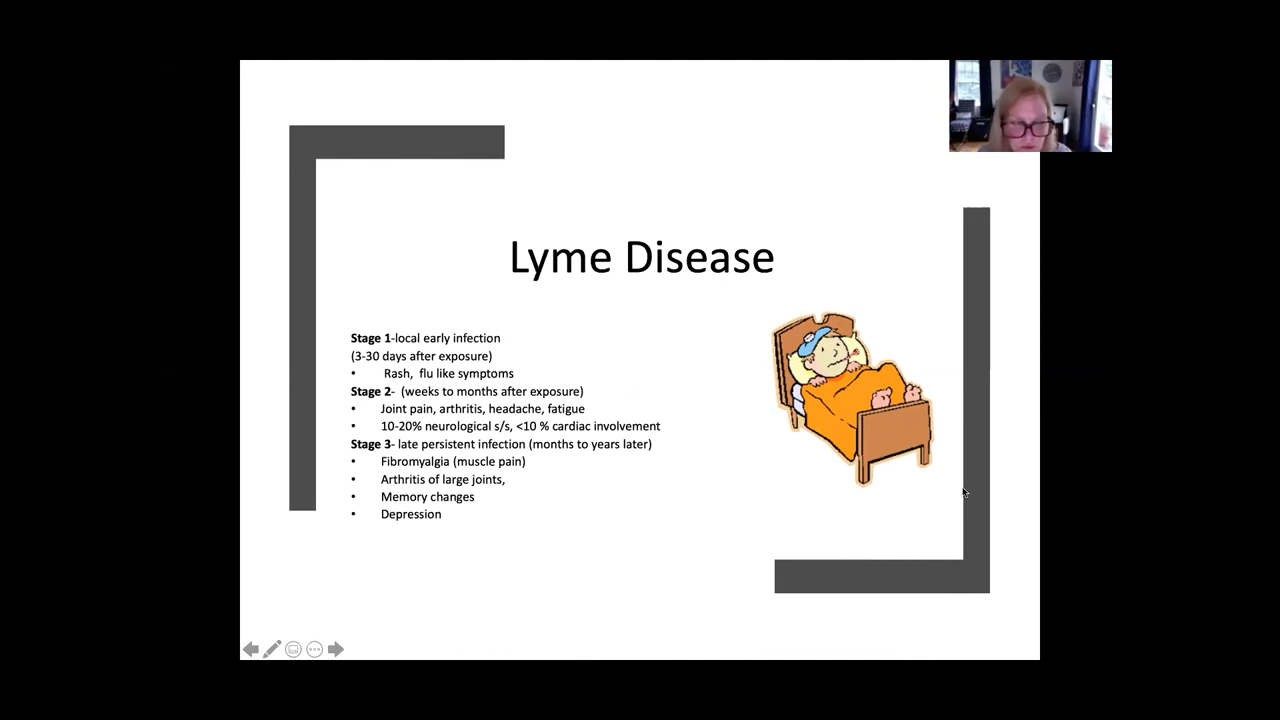 Lyme Disease
Stage 1-local early infection
(3-30 days after exposure)
• Rash, flu like symptoms
Stage 2- (weeks to months after exposure)
• Joint pain, arthritis, headache, fatigue
• 10-20% neurological s/s, <10 % cardiac involvement
Stage 3- late persistent infection (months to years later)
• Fibromyalgia (muscle pain)
• Arthritis of large joints,
• Memory changes
• Depression